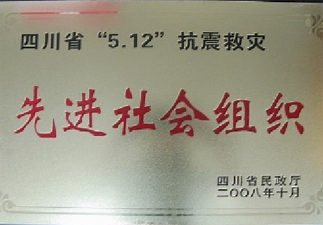 四川省“5.12”抗震救灾
先进社会组织
四川省民政厅
二〇〇八年十月